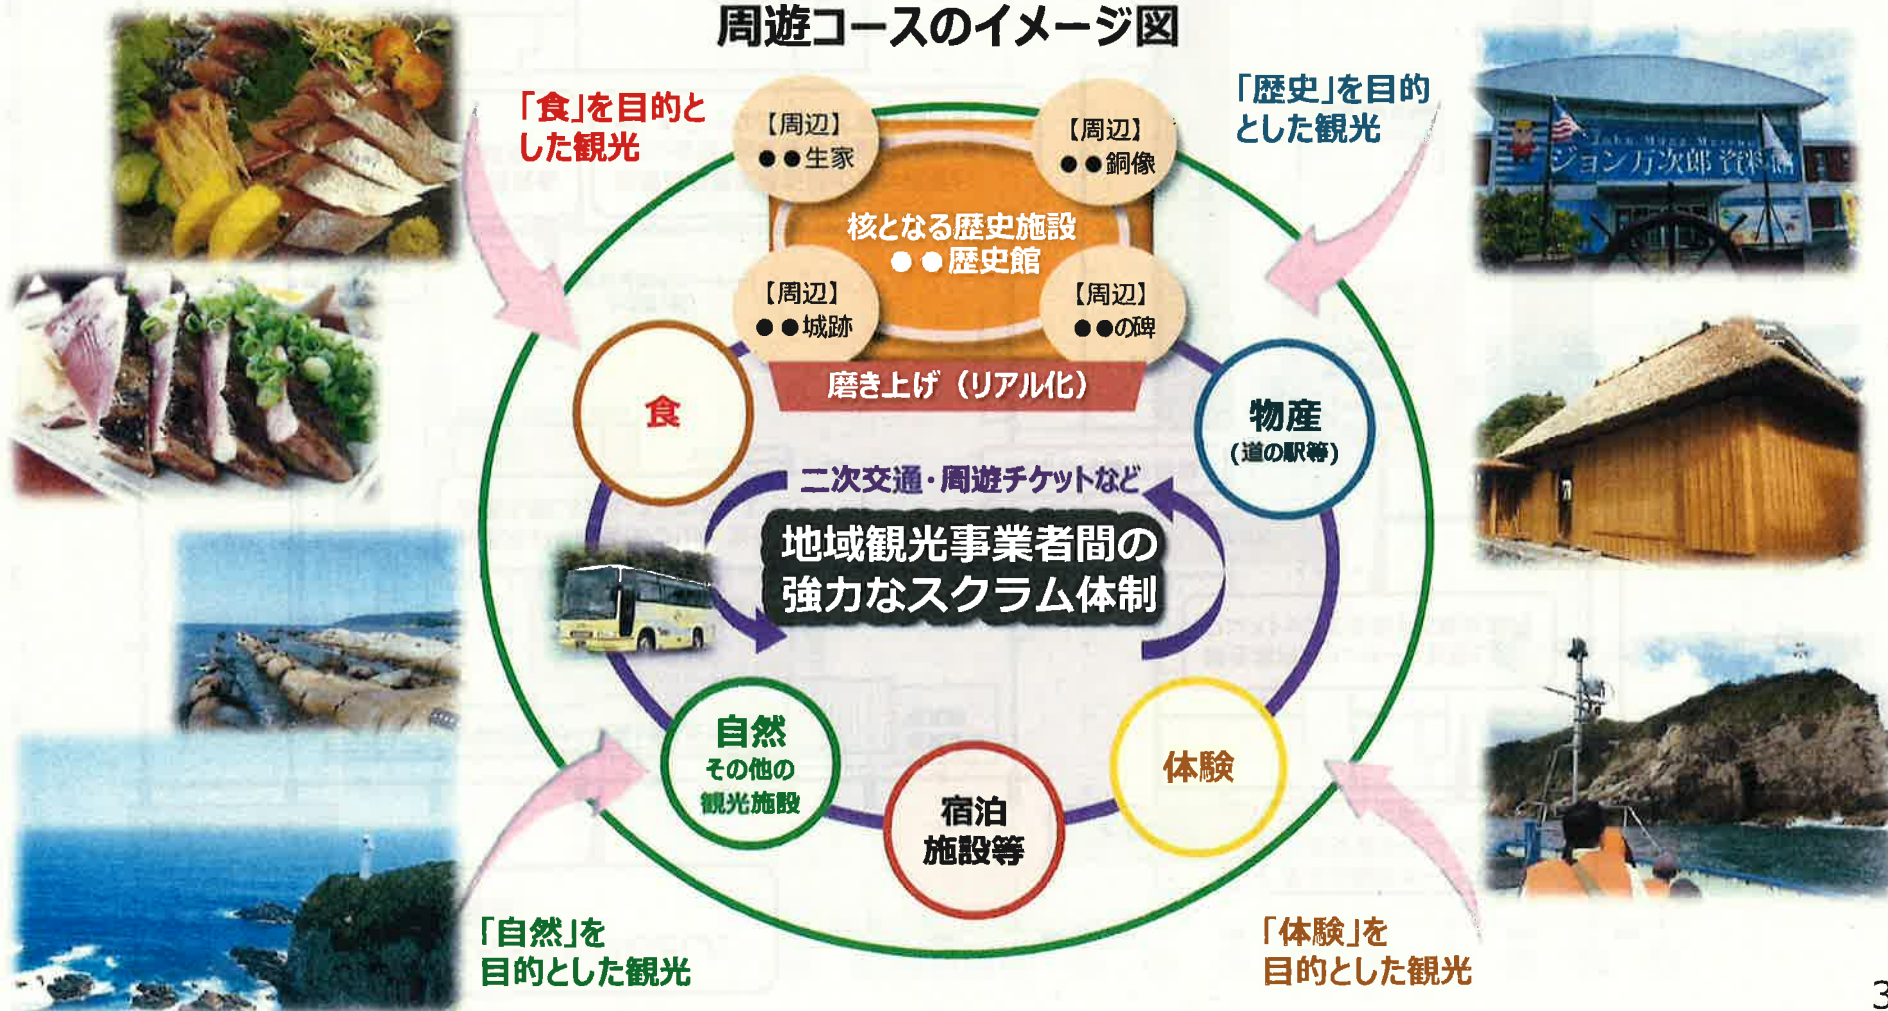 周遊コースのイメージ図
「食」を目的と
した観光
「歴史」を目的
とした観光
【周辺】
●●生家
【周辺】
●●銅像
核となる歴史施設
●●歴史館
【周辺】
●●城跡
【周辺】
●●の碑
磨き上げ（リアル化）
ジョン万次郎 資料館
食
物産
(道の駅等)
二次交通・周遊チケットなど
地域観光事業者間の
強力なスクラム体制
自然
その他の
観光施設
宿泊
施設等
体験
「自然」を
目的とした観光
「体験」を
目的とした観光
3